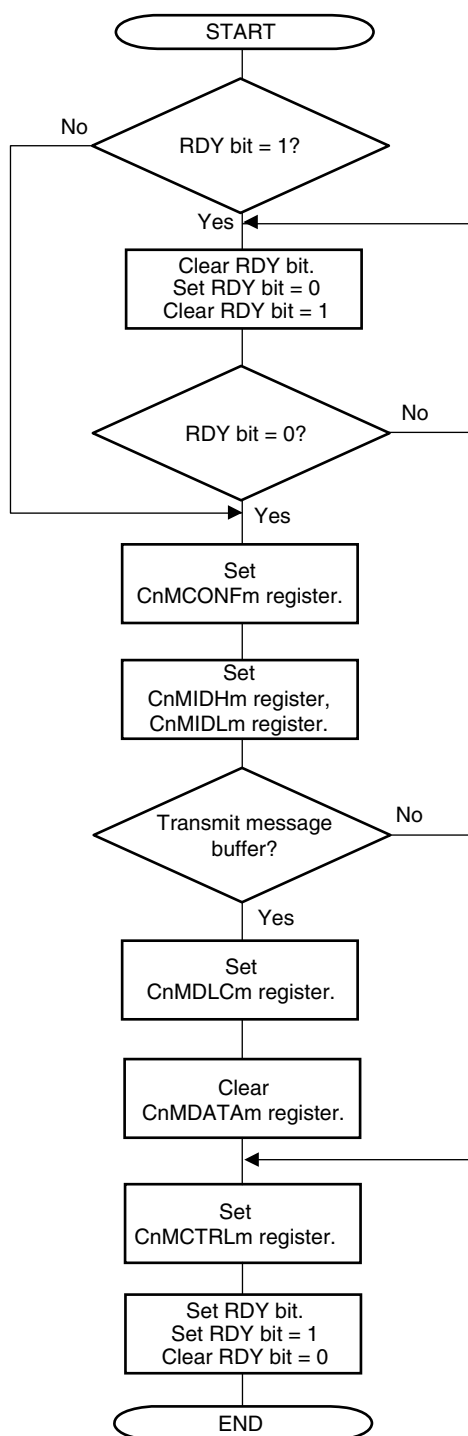 START
No
RDY bit = 1?
Yes
Clear RDY bit.
Set RDY bit = 0
Clear RDY bit = 1
No
RDY bit = 0?
Yes
Set
CnMCONFm register.
Set
CnMIDHm register,
CnMIDLm register.
No
Transmit message
buffer?
Yes
Set
CnMDLCm register.
Clear
CnMDATAm register.
Set
CnMCTRLm register.
Set RDY bit.
Set RDY bit = 1
Clear RDY bit = 0
END